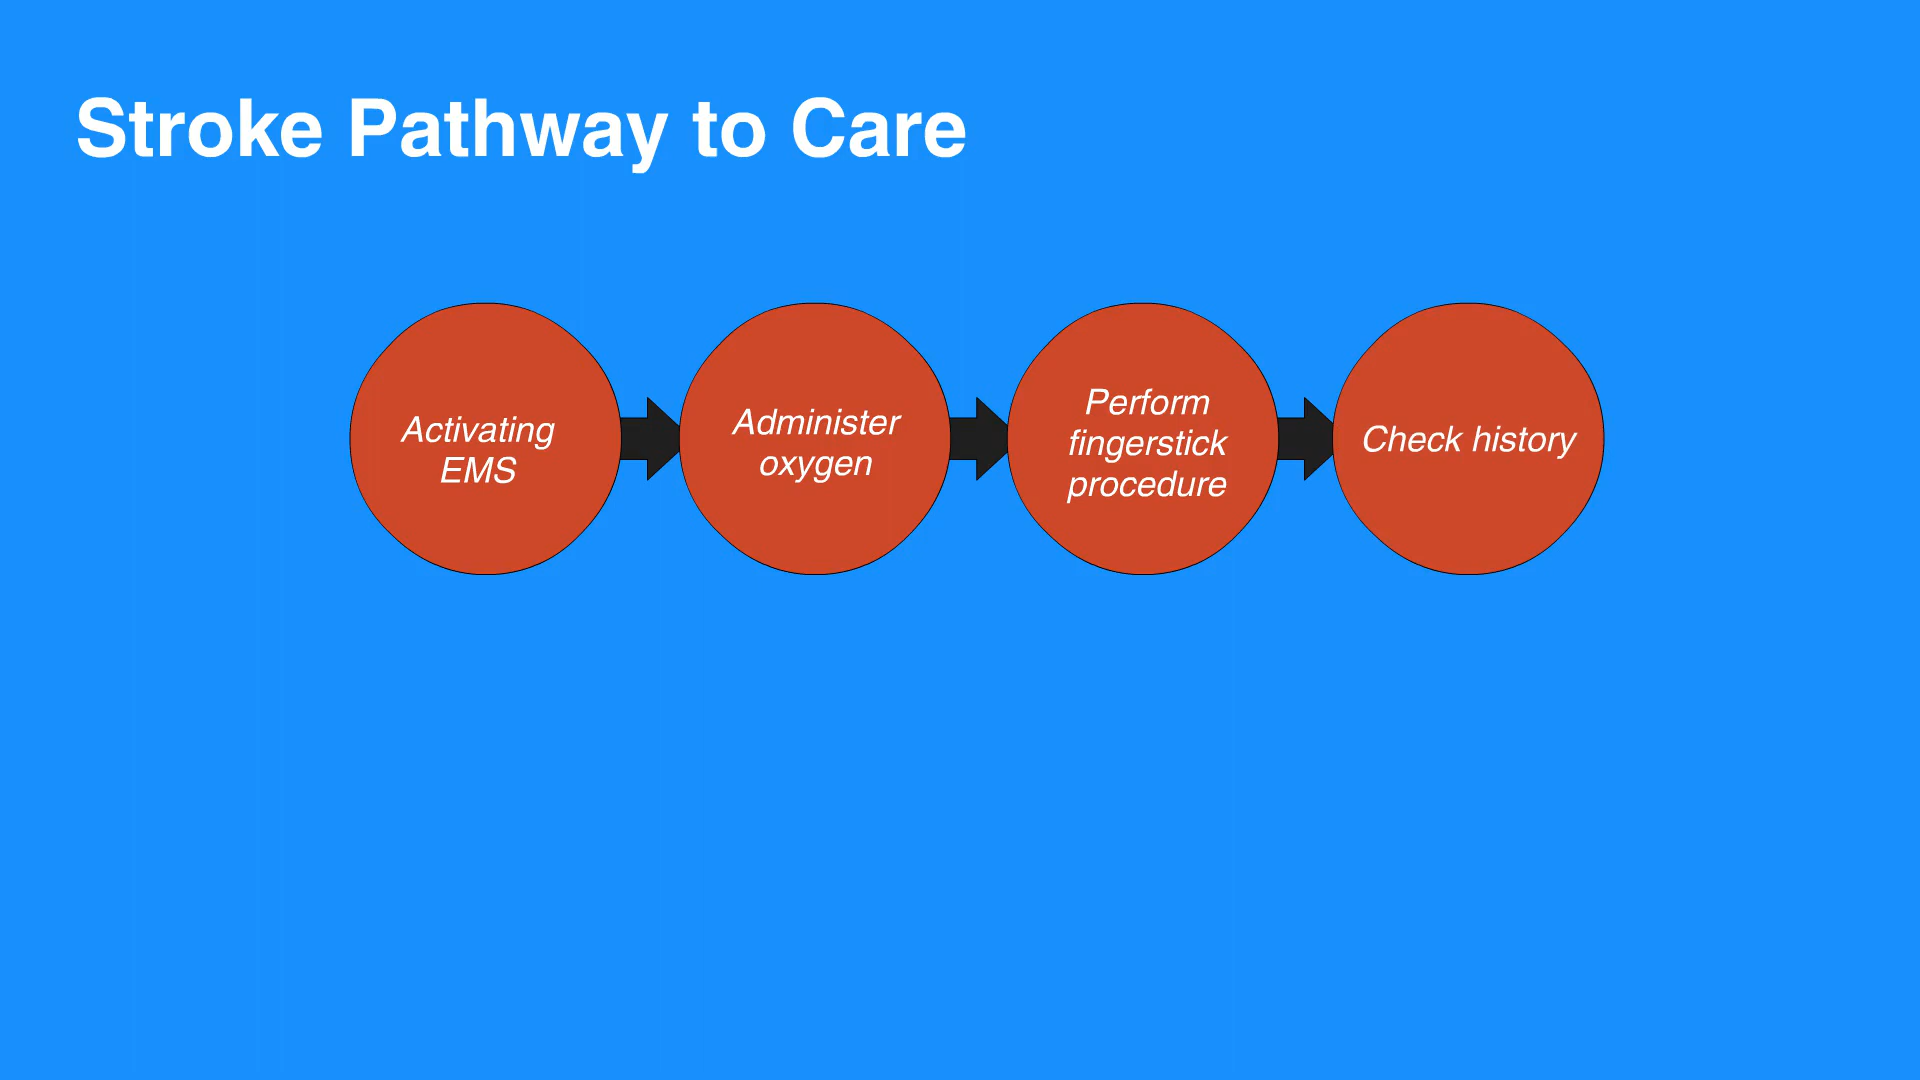 Stroke Pathway to Care
Activating
EMS
Administer
oxygen
Perform
fingerstick
procedure
Check history